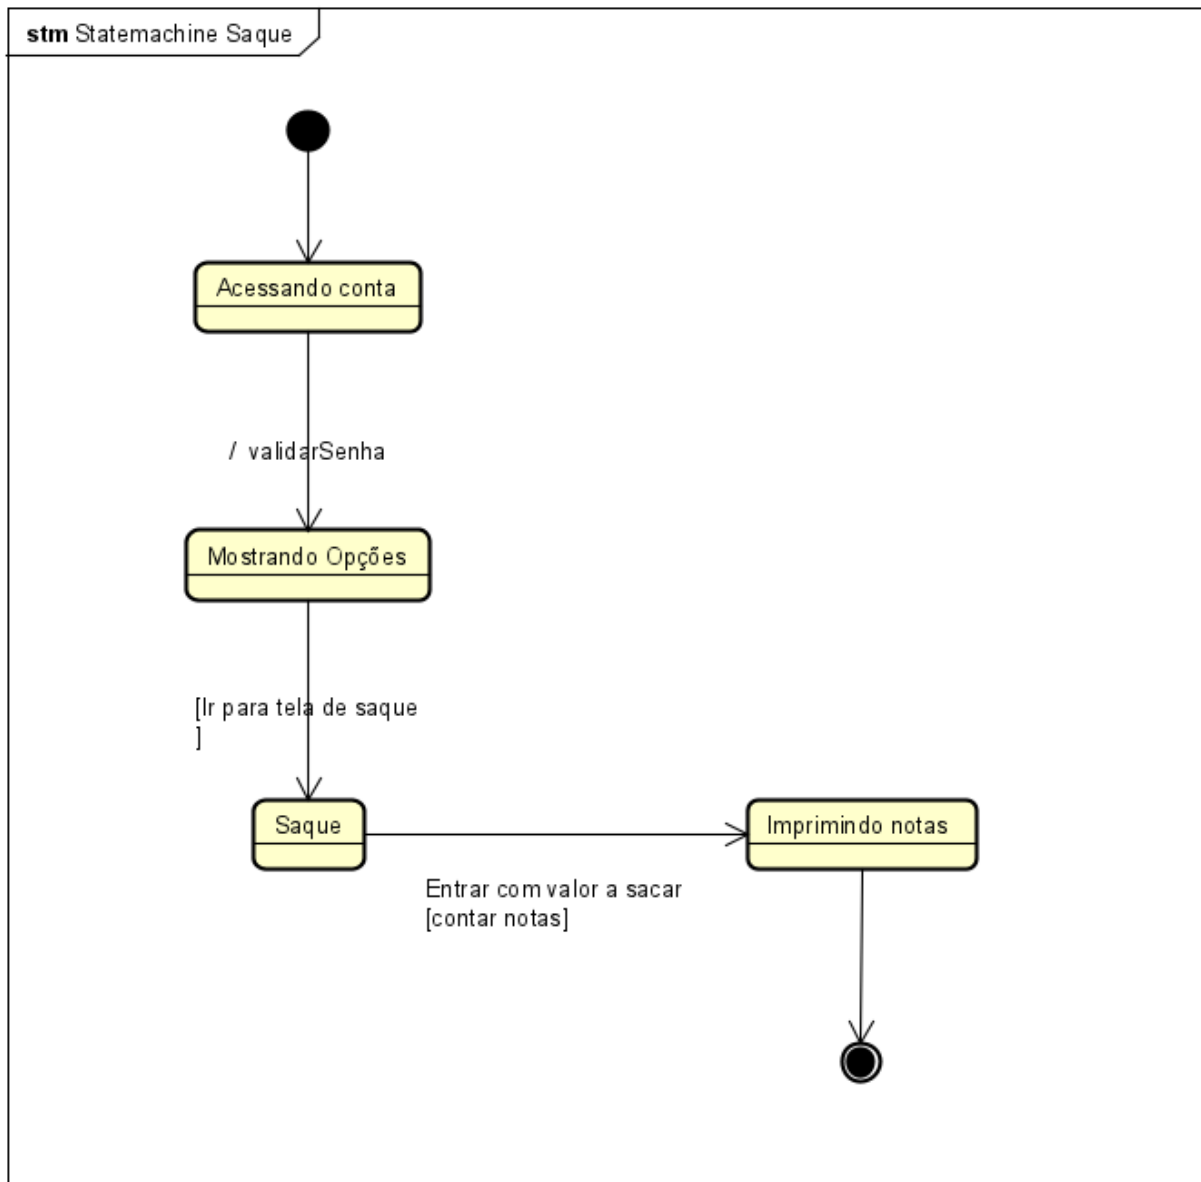 stm Statemachine Saque
Acessando conta
/ validarSenha
Mostrando Opções
[Ir para tela de saque
]
Saque
Imprimindo notas
Entrar com valor a sacar
[contar notas]